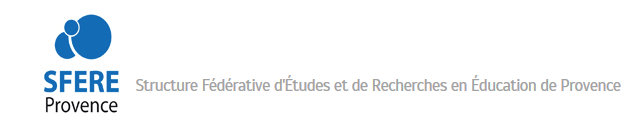 SFERE
Provence
Structure Fédérative d'Études et de Recherches en Éducation de Provence